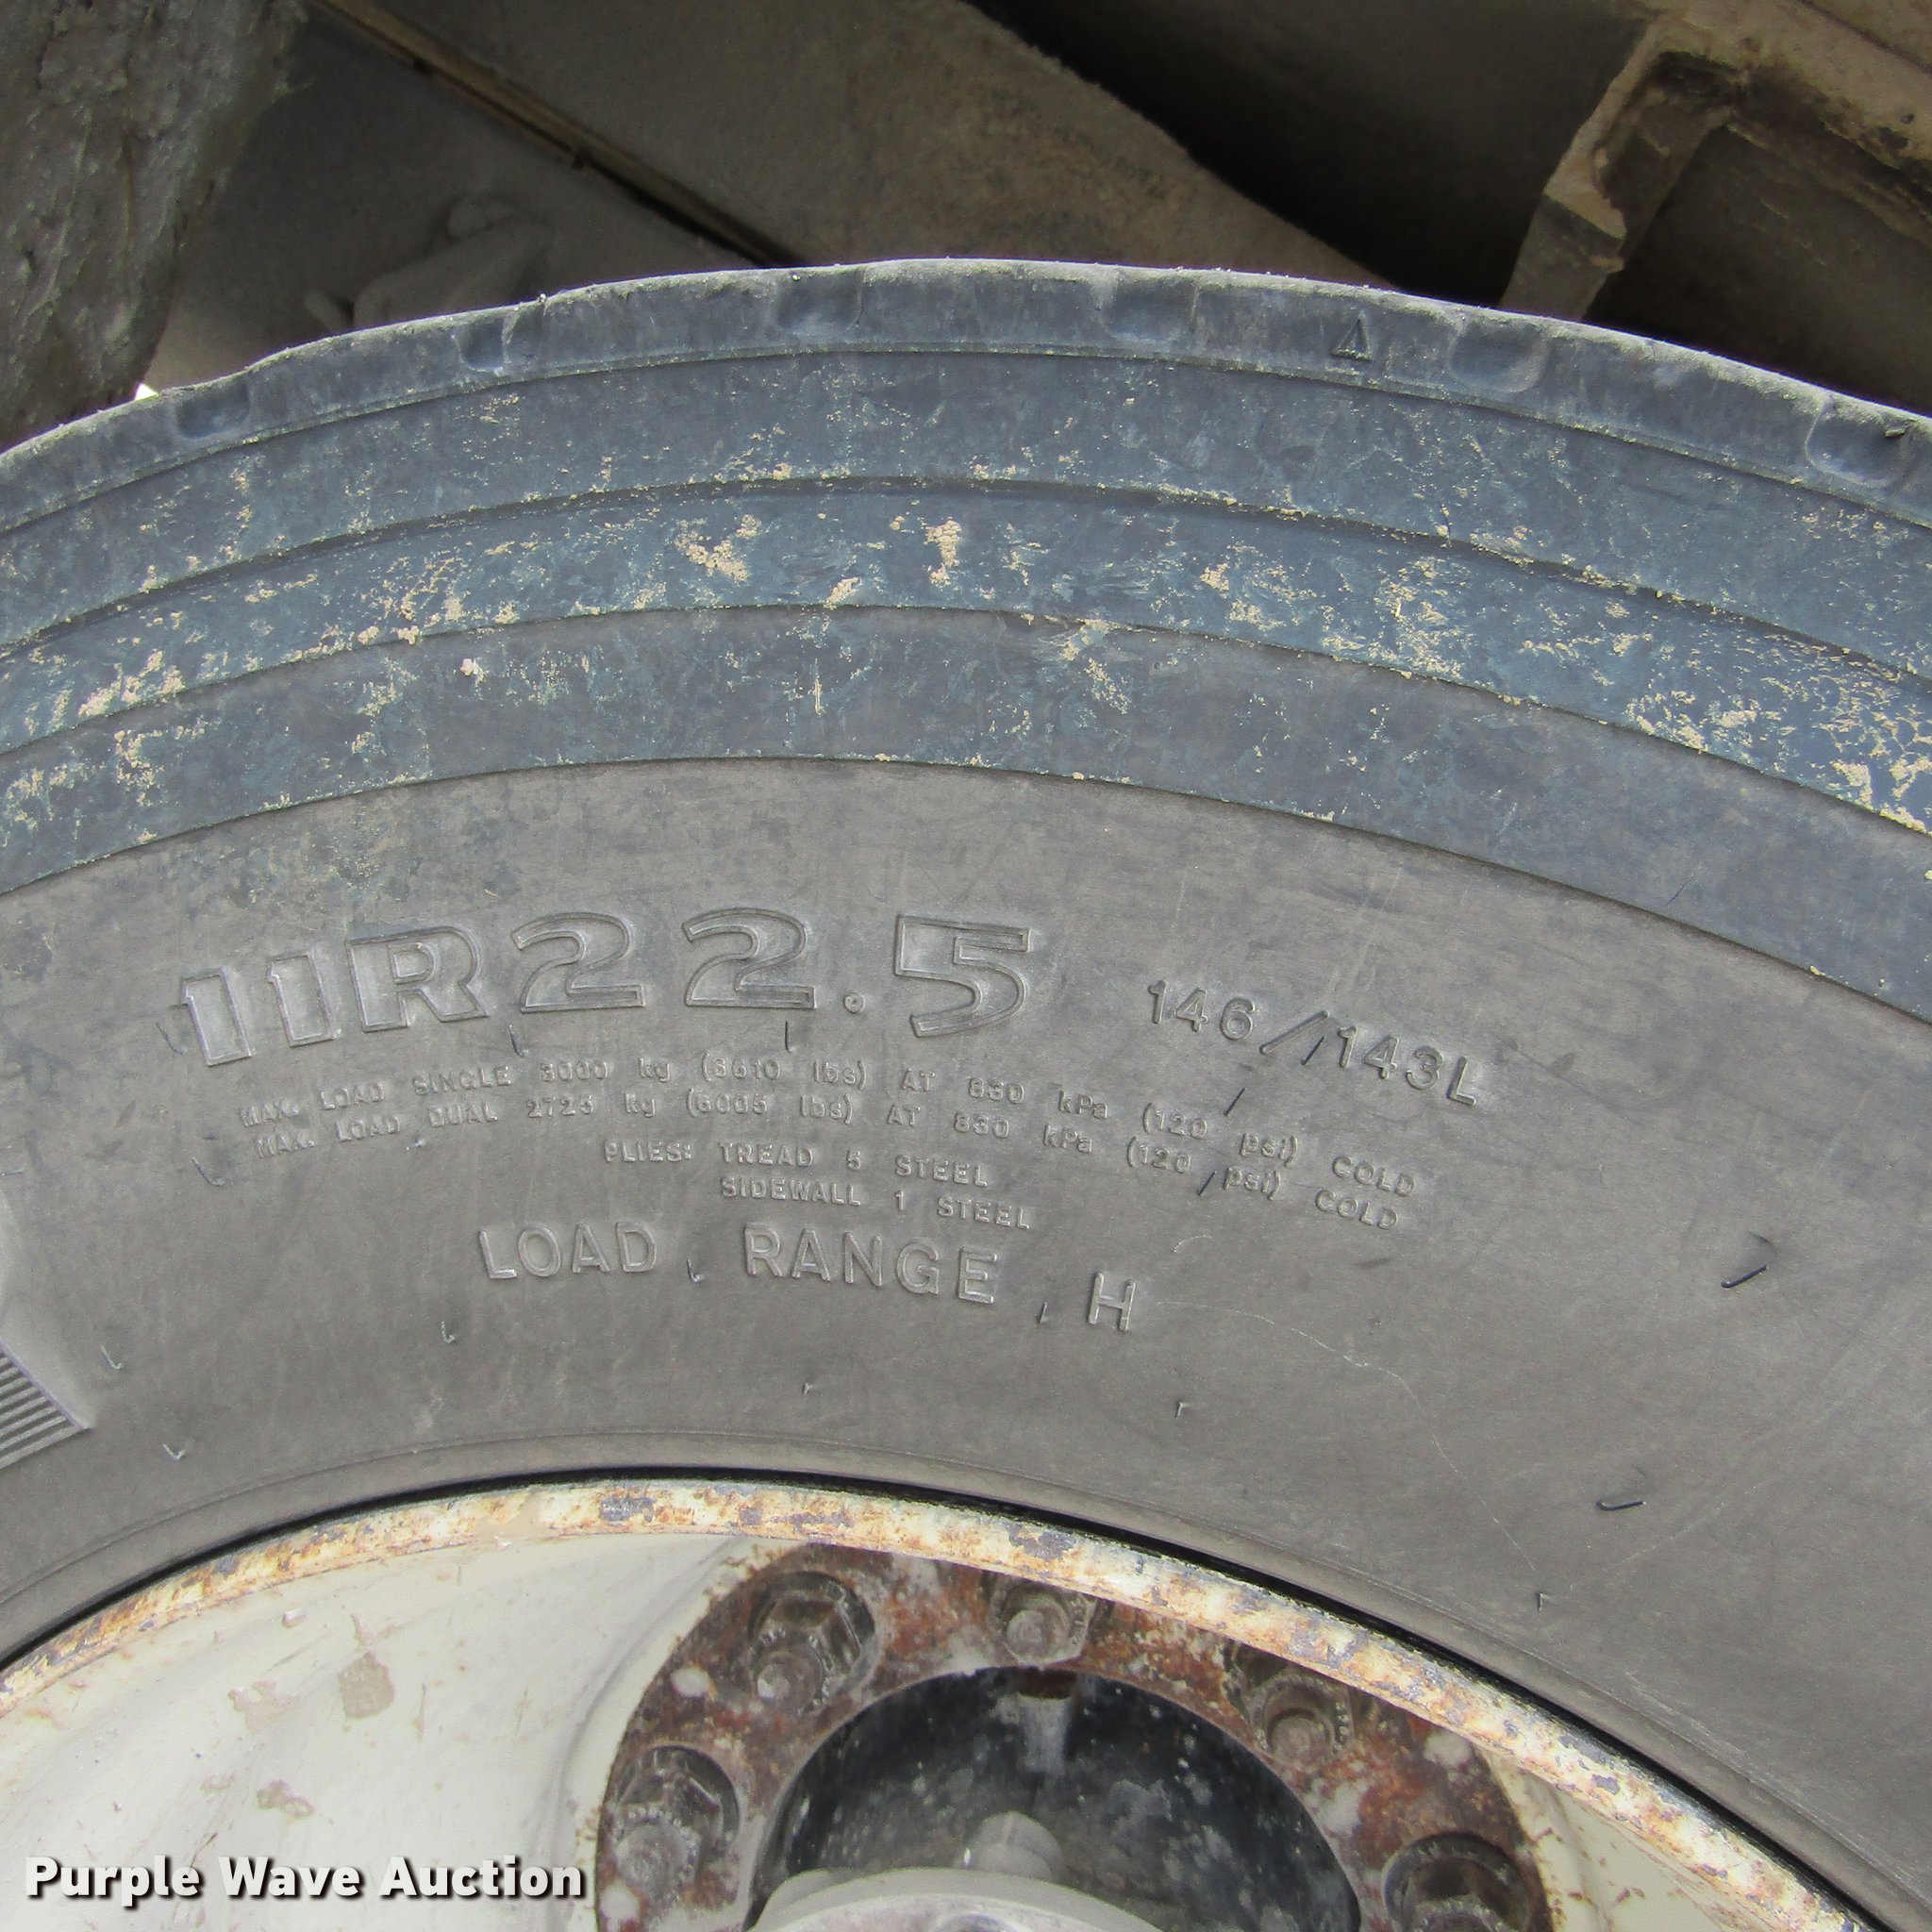 11R22.5 146/143L
MAX. LOAD SINGLE 3000 kg (6610 lbs) AT 830 kPa (120 psi) COLD
MAX. LOAD DUAL 2725 kg (6005 lbs) AT 830 kPa (120 psi) COLD
PLIES: TREAD 5 STEEL
SIDEWALL 1 STEEL
LOAD RANGE H
Purple Wave Auction